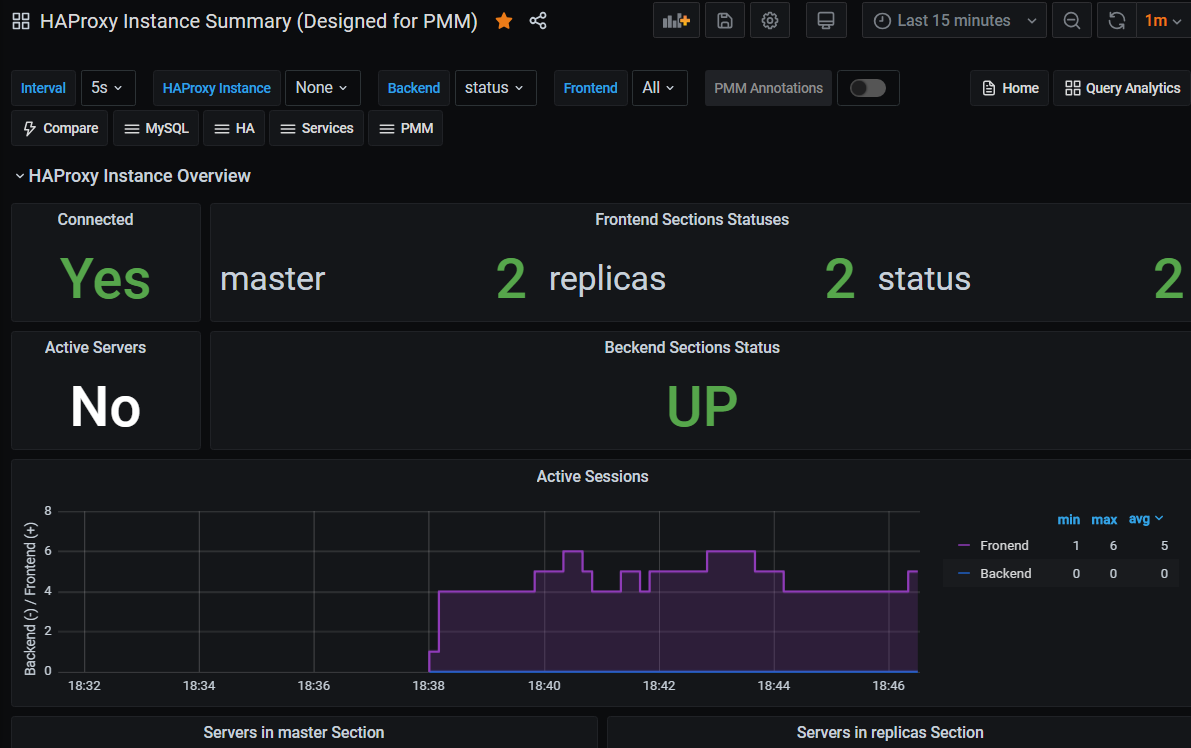 HAProxy Instance Summary (Designed for PMM) Last 15 minutes 1m
Interval 5s HAProxy Instance None Backend status Frontend All PMM Annotations Home Query Analytics
Compare MySQL HA Services PMM
HAProxy Instance Overview
Connected
Yes
Frontend Sections Statuses
master 2 replicas 2 status 2
Active Servers
No
Beckend Sections Status
UP
Active Sessions
Backend (-) / Frontend (+)
8
6
4
2
0
18:32 18:34 18:36 18:38 18:40 18:42 18:44 18:46
min max avg
Fronend 1 6 5
Backend 0 0 0
Servers in master Section
Servers in replicas Section